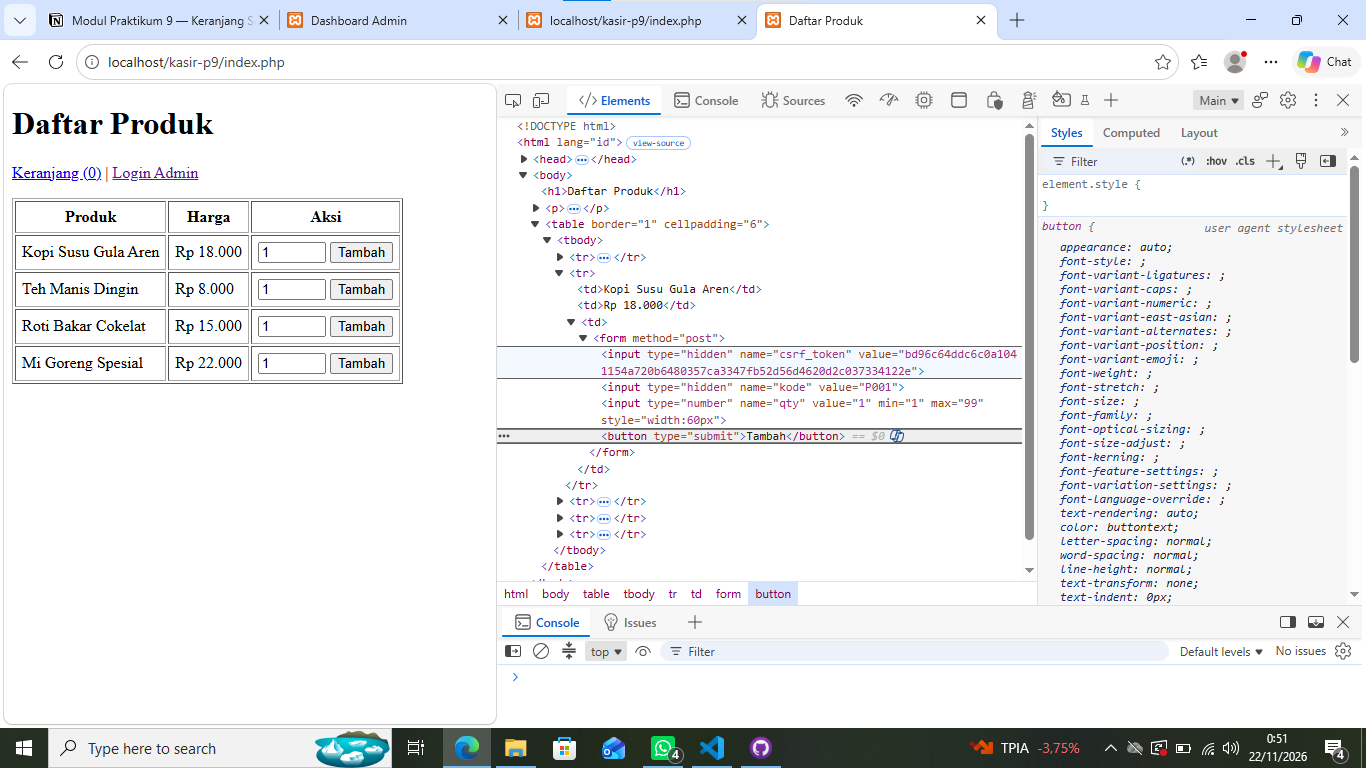 Modul Praktikum 9 — Keranjang S
Dashboard Admin
localhost/kasir-p9/index.php
Daftar Produk
localhost/kasir-p9/index.php
Chat
Daftar Produk
Keranjang (0) | Login Admin
Produk Harga Aksi
Kopi Susu Gula Aren Rp 18.000 1 Tambah
Teh Manis Dingin Rp 8.000 1 Tambah
Roti Bakar Cokelat Rp 15.000 1 Tambah
Mi Goreng Spesial Rp 22.000 1 Tambah
Elements Console Sources Main
<!DOCTYPE html>
<html lang="id"> view-source
<head> </head>
<body>
<h1>Daftar Produk</h1>
<p> </p>
<table border="1" cellpadding="6">
<tbody>
<tr> </tr>
<tr>
<td>Kopi Susu Gula Aren</td>
<td>Rp 18.000</td>
<td>
<form method="post">
<input type="hidden" name="csrf_token" value="bd96c64ddc6c0a104
1154a720b6480357ca3347fb52d56d4620d2c037334122e">
<input type="hidden" name="kode" value="P001">
<input type="number" name="qty" value="1" min="1" max="99"
style="width:60px">
<button type="submit">Tambah</button> == $0
</form>
</td>
</tr>
<tr> </tr>
<tr> </tr>
<tr> </tr>
</tbody>
</table>
html body table tbody tr td form button
Styles Computed Layout
Filter :hov .cls
element.style {
}
button { user agent stylesheet
appearance: auto;
font-style: ;
font-variant-ligatures: ;
font-variant-caps: ;
font-variant-numeric: ;
font-variant-east-asian: ;
font-variant-alternates: ;
font-variant-position: ;
font-variant-emoji: ;
font-weight: ;
font-stretch: ;
font-size: ;
font-family: ;
font-optical-sizing: ;
font-size-adjust: ;
font-kerning: ;
font-feature-settings: ;
font-variation-settings: ;
font-language-override: ;
text-rendering: auto;
color: buttontext;
letter-spacing: normal;
word-spacing: normal;
line-height: normal;
text-transform: none;
text-indent: 0px;
Console Issues
top Filter Default levels No issues
Type here to search
4
TPIA -3,75%
0:51
22/11/2026
4